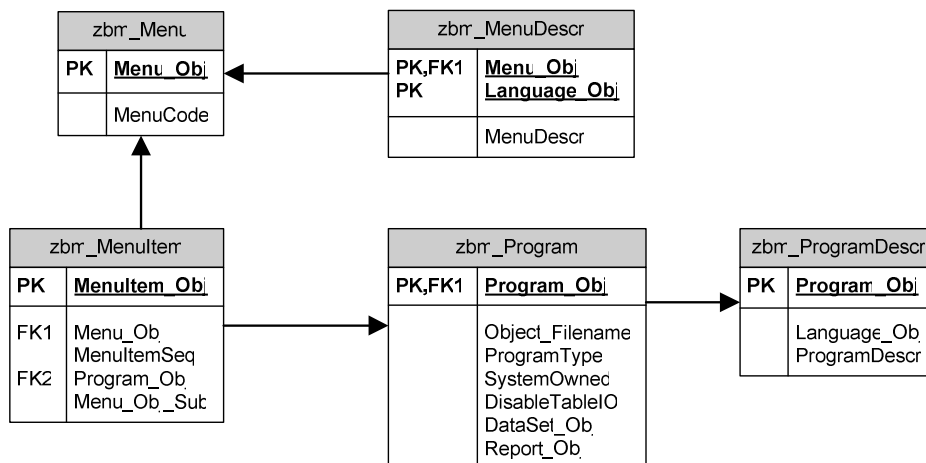 zbm_Menu
PK Menu_Obj
MenuCode
zbm_MenuDescr
PK,FK1 Menu_Obj
PK Language_Obj
MenuDescr
zbm_MenuItem
PK MenuItem_Obj
FK1 Menu_Obj
MenuItemSeq
FK2 Program_Obj
Menu_Obj_Sub
zbm_Program
PK,FK1 Program_Obj
Object_Filename
ProgramType
SystemOwned
DisableTableIO
DataSet_Obj
Report_Obj
zbm_ProgramDescr
PK Program_Obj
Language_Obj
ProgramDescr